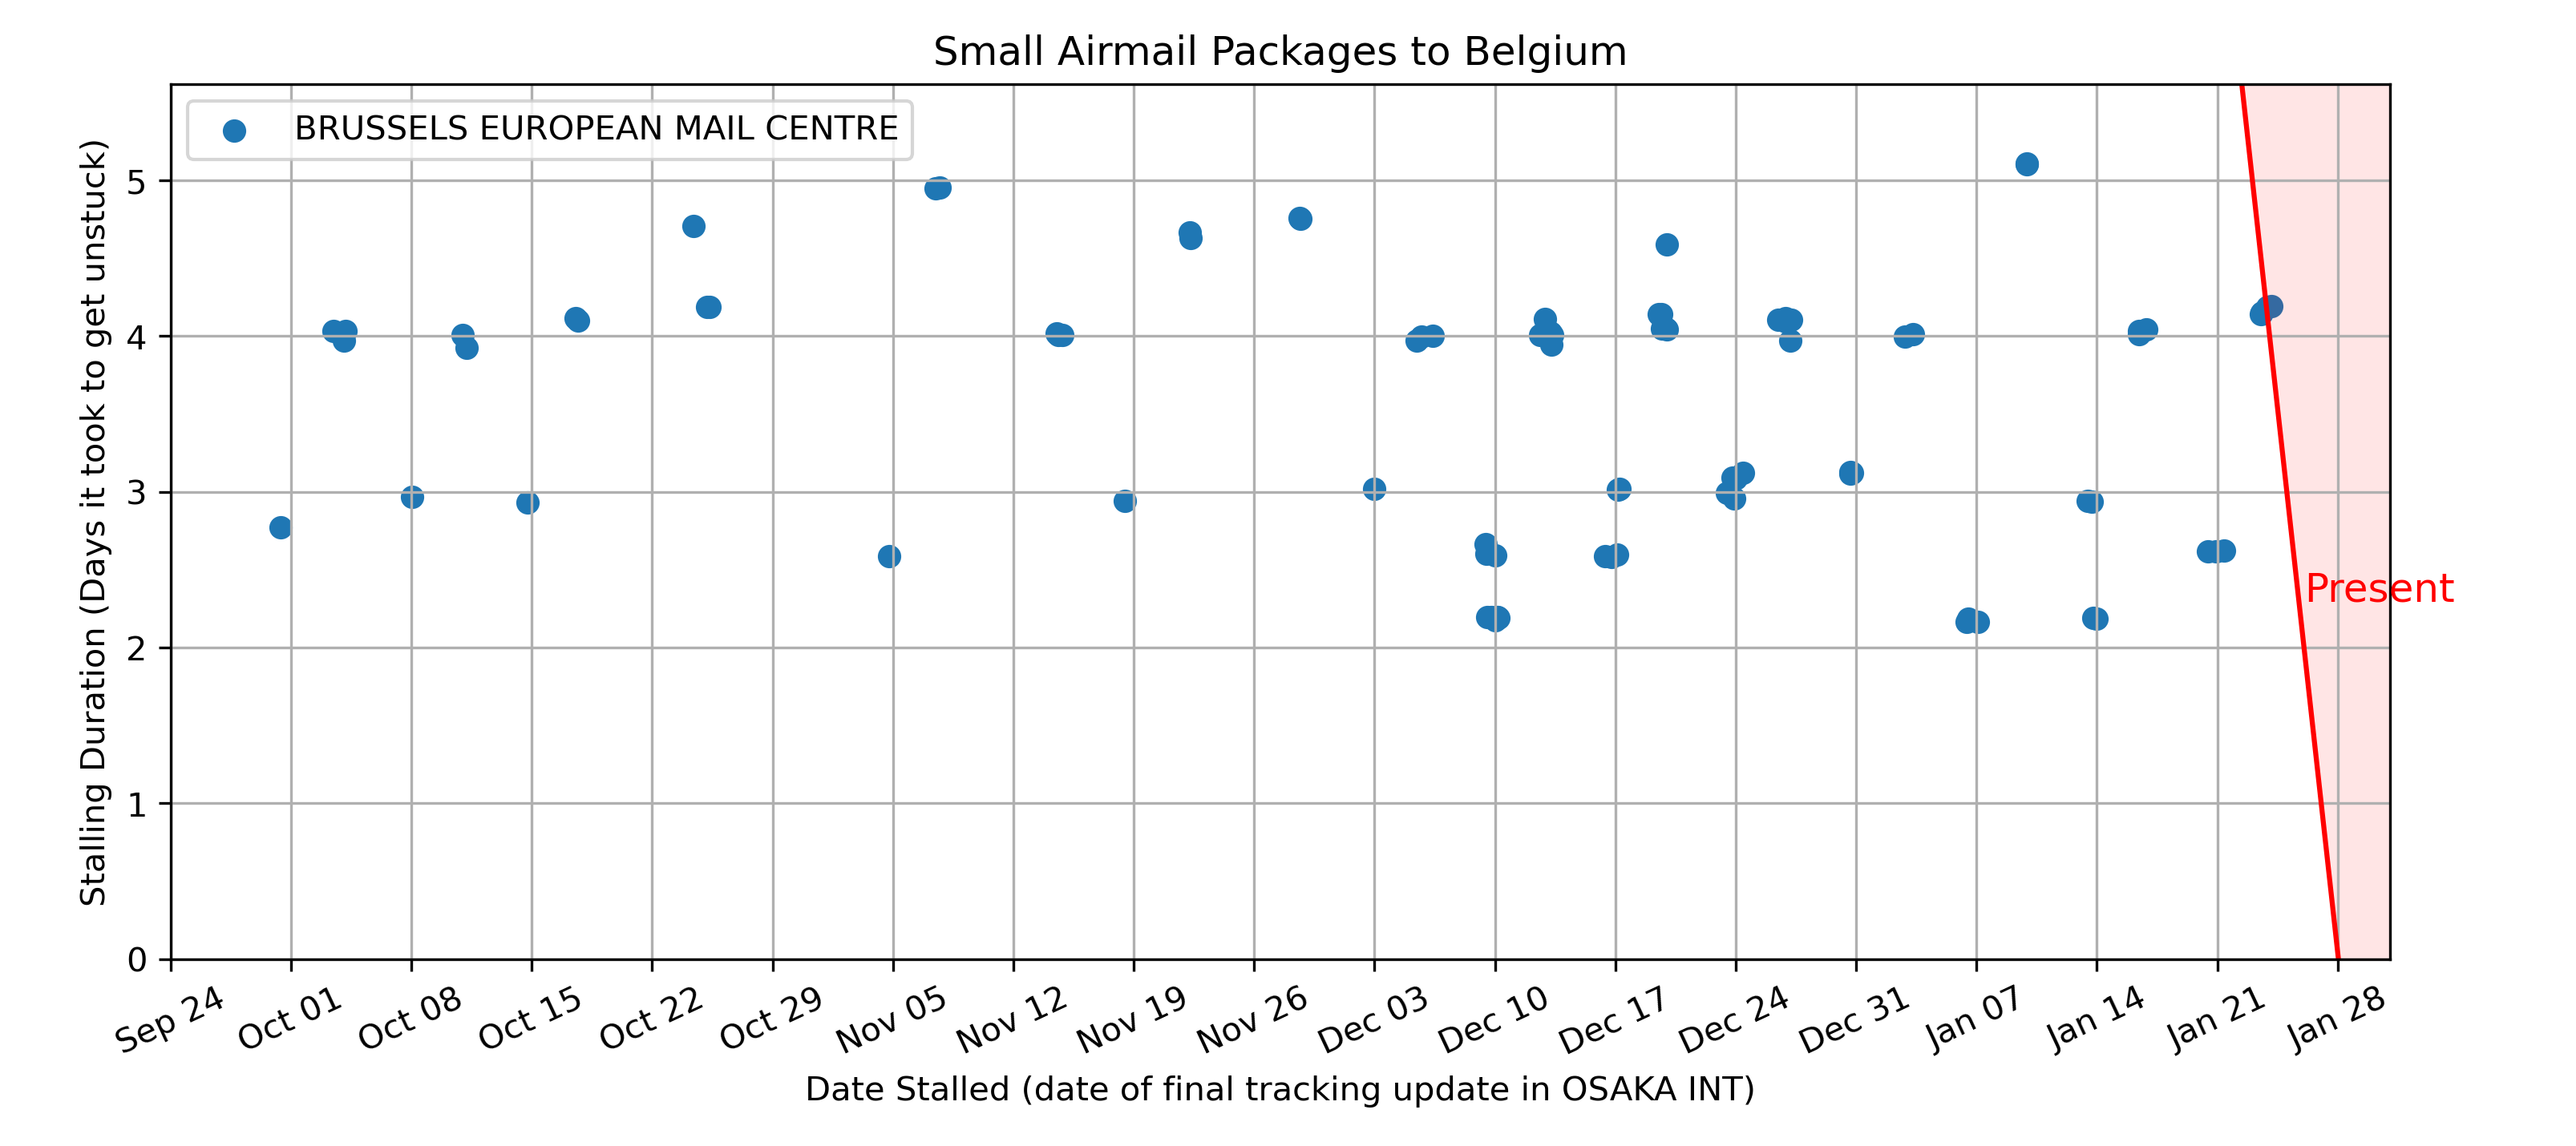 Small Airmail Packages to Belgium
BRUSSELS EUROPEAN MAIL CENTRE
Stalling Duration (Days it took to get unstuck)
5
4
3
2
1
0
Present
Sep 24
Oct 01
Oct 08
Oct 15
Oct 22
Oct 29
Nov 05
Nov 12
Nov 19
Nov 26
Dec 03
Dec 10
Dec 17
Dec 24
Dec 31
Jan 07
Jan 14
Jan 21
Jan 28
Date Stalled (date of final tracking update in OSAKA INT)